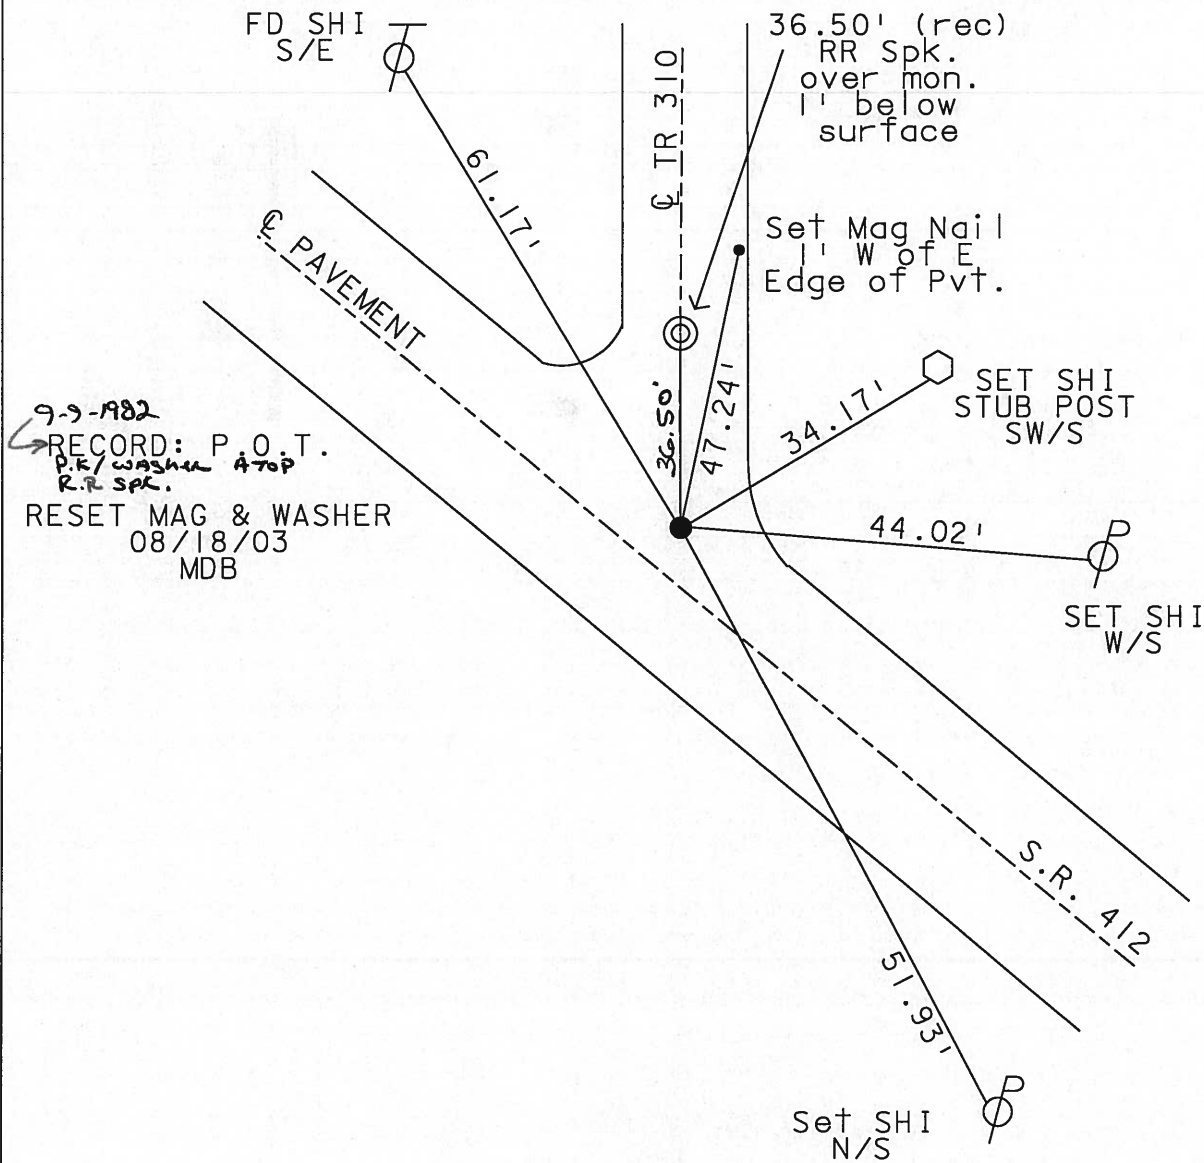 FD SHI
S/E
T
36.50' (rec)
RR Spk.
over mon.
1' below
surface
℄ TR 310
61.17'
℄ PAVEMENT
Set Mag Nail
1' W of E
Edge of Pvt.
36.50'
47.24'
34.17'
SET SHI
STUB POST
SW/S
9-9-1982
RECORD: P.O.T.
P.K/ WASHER ATOP
R.R SPK.
RESET MAG & WASHER
08/18/03
MDB
44.02'
P
SET SHI
W/S
S.R. 412
51.93'
P
Set SHI
N/S